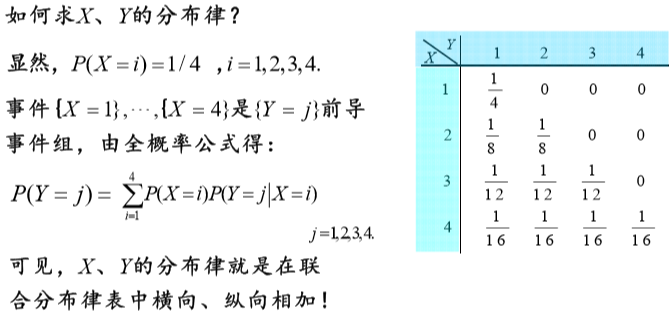 如何求X、Y的分布律？
显然，P(X=i)=1/4 ,i=1,2,3,4.
事件{X=1},⋯,{X=4}是{Y=j}前导
事件组，由全概率公式得：
P(Y=j)=∑_{i=1}^{4}P(X=i)P(Y=j|X=i)
j=1,2,3,4.
可见，X、Y的分布律就是在联
合分布律表中横向、纵向相加！
X Y 1 2 3 4
1 1/4 0 0 0
2 1/8 1/8 0 0
3 1/12 1/12 1/12 0
4 1/16 1/16 1/16 1/16